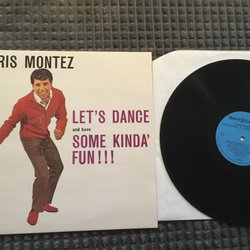 RIS MONTEZ
LET'S DANCE
and have
SOME KINDA'
FUN!!!